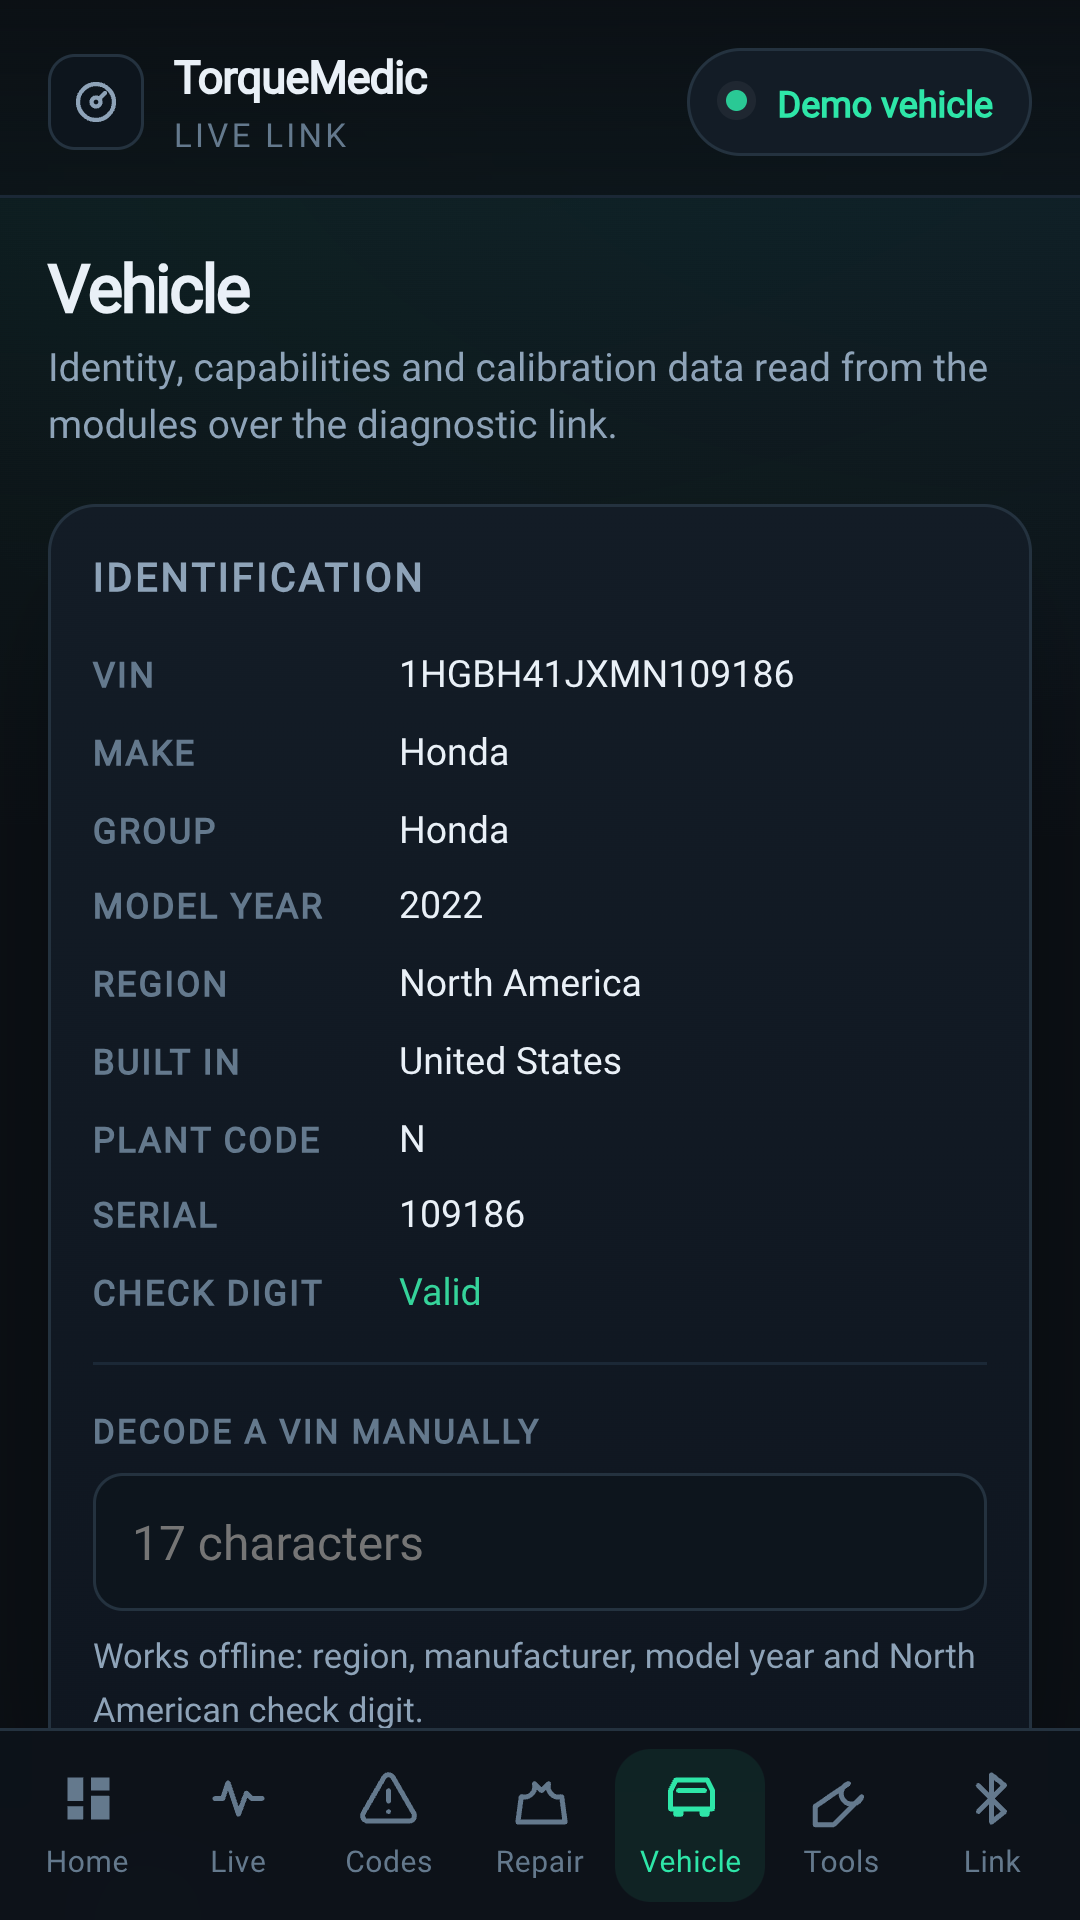 TorqueMedic
LIVE LINK
Demo vehicle
Vehicle
Identity, capabilities and calibration data read from the
modules over the diagnostic link.
IDENTIFICATION
VIN 1HGBH41JXMN109186
MAKE Honda
GROUP Honda
MODEL YEAR 2022
REGION North America
BUILT IN United States
PLANT CODE N
SERIAL 109186
CHECK DIGIT Valid
DECODE A VIN MANUALLY
17 characters
Works offline: region, manufacturer, model year and North
American check digit.
Home Live Codes Repair Vehicle Tools Link